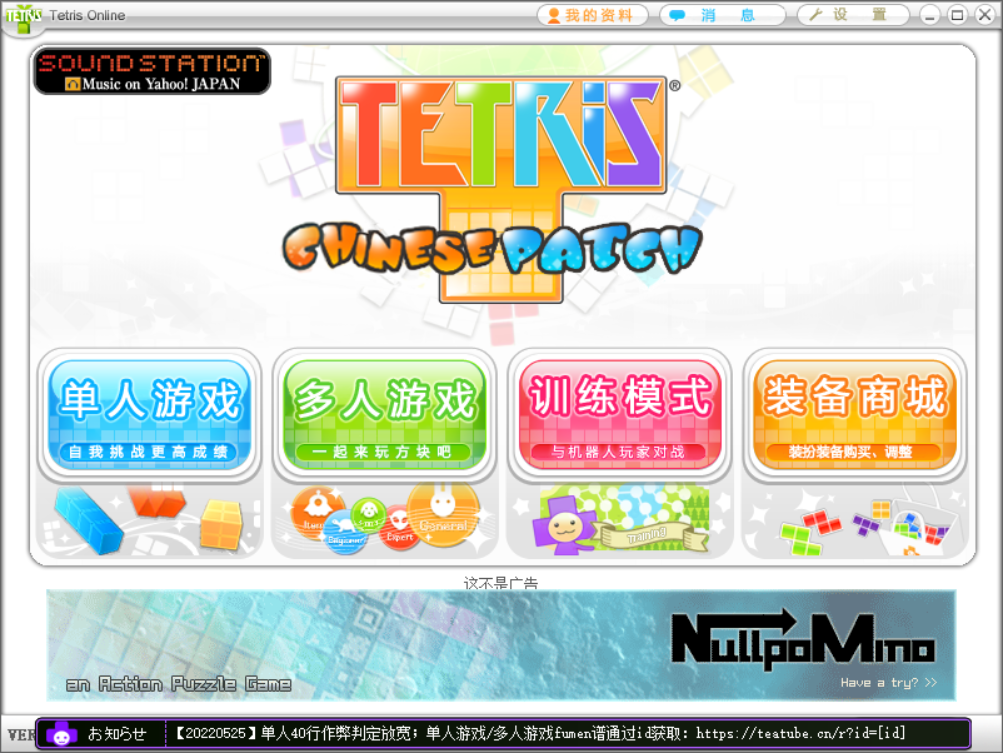 TETRIS
Tetris Online
我的资料
消 息
设 置
SOUND STATION
Music on Yahoo! JAPAN
TETRiS®
CHINESE PATCH
单人游戏
自我挑战更高成绩
多人游戏
一起来玩方块吧
训练模式
与机器人玩家对战
装备商城
装扮装备购买、调整
Hero
Beginner
Expert
General
Training
这不是广告
NullpoMino
an Action Puzzle Game
Have a try? >>
VER
お知らせ
【20220525】单人40行作弊判定放宽；单人游戏/多人游戏fumen谱通过id获取：https://teatube.cn/r?id=[id]